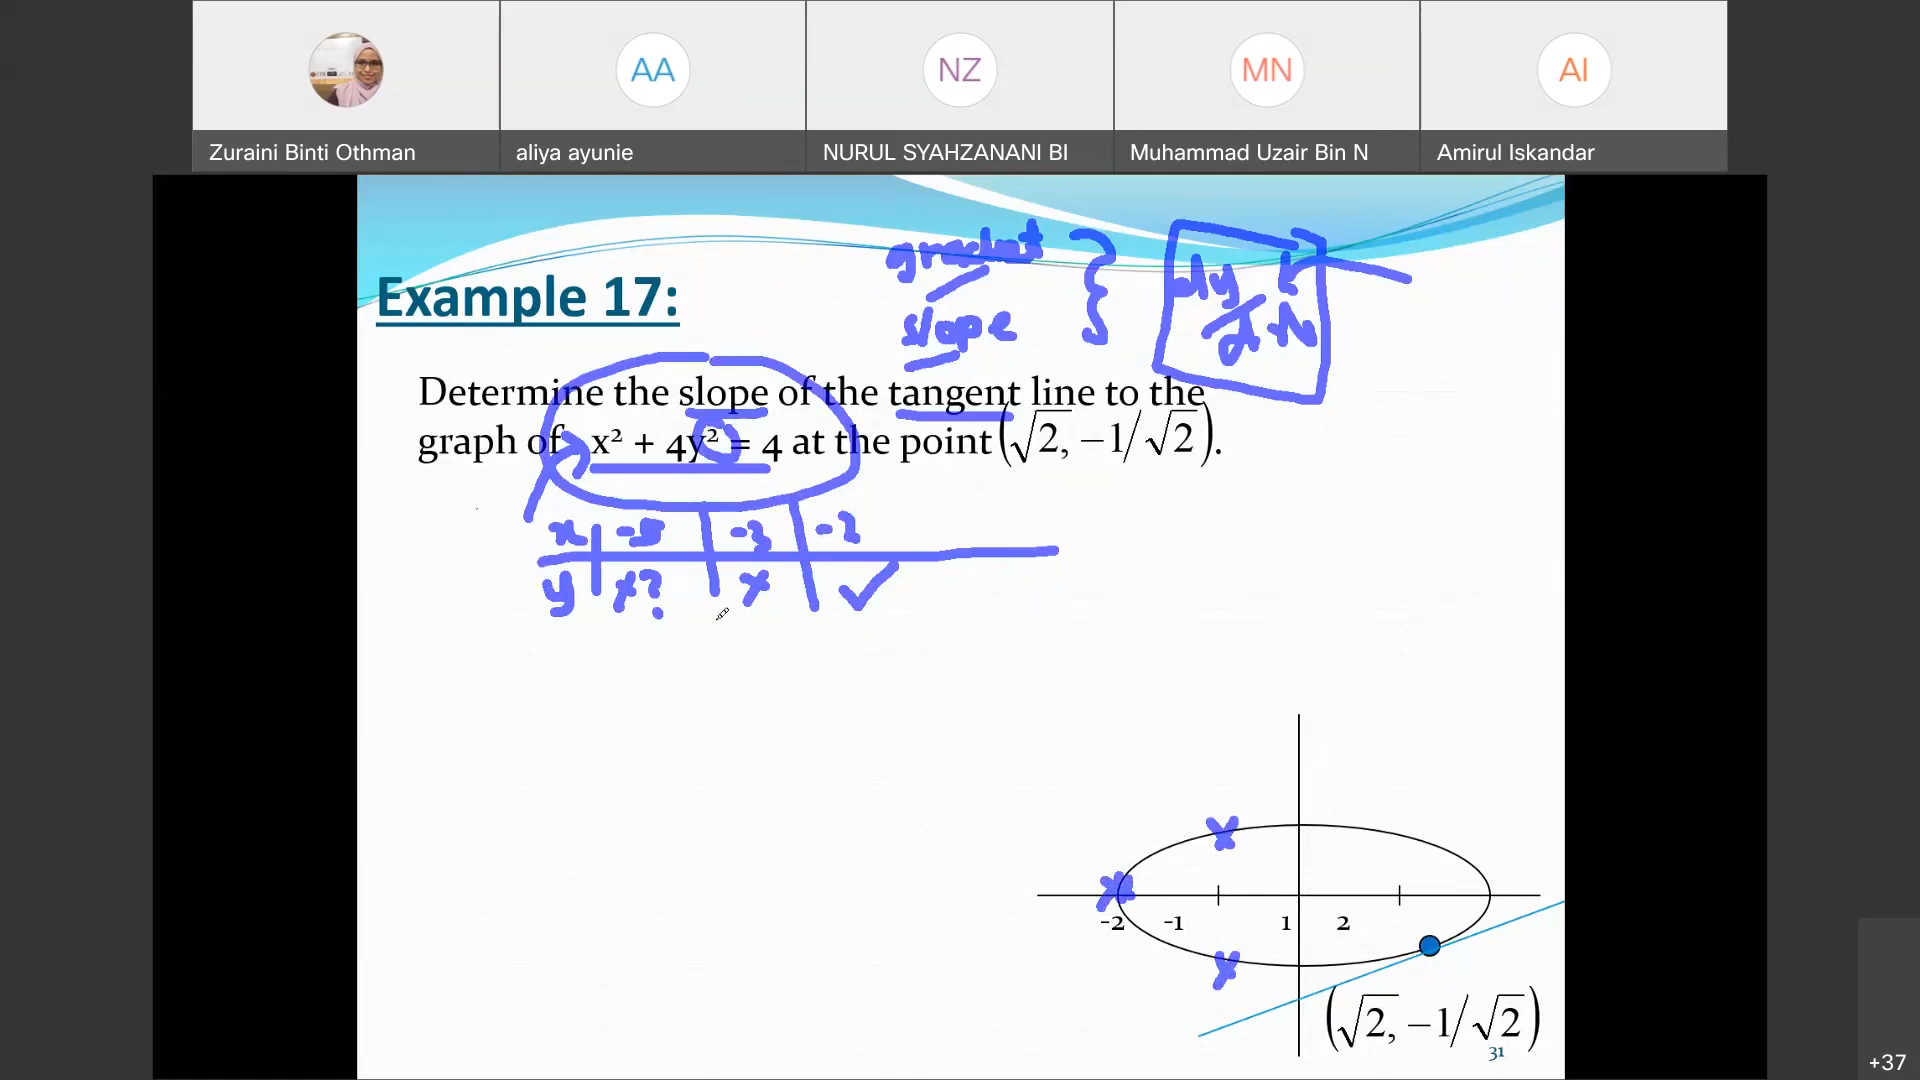 AA
NZ
MN
AI
Zuraini Binti Othman
aliya ayunie
NURUL SYAHZANANI BI
Muhammad Uzair Bin N
Amirul Iskandar
gradient
slope
dy
dx
Example 17:
Determine the slope of the tangent line to the
graph of x² + 4y² = 4 at the point (√2, −1/√2).
x -5 -3 -2
y x? x ✓
-2 -1 1 2
(√2, −1/√2)
31
+37